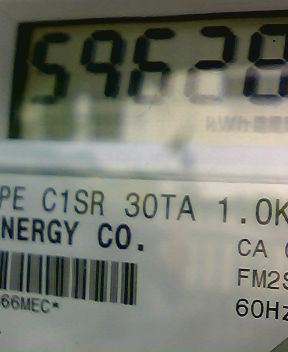 59628
kWh
PE C1SR 30TA 1.0K
NERGY CO.
CA
FM2S
66MEC*
60Hz